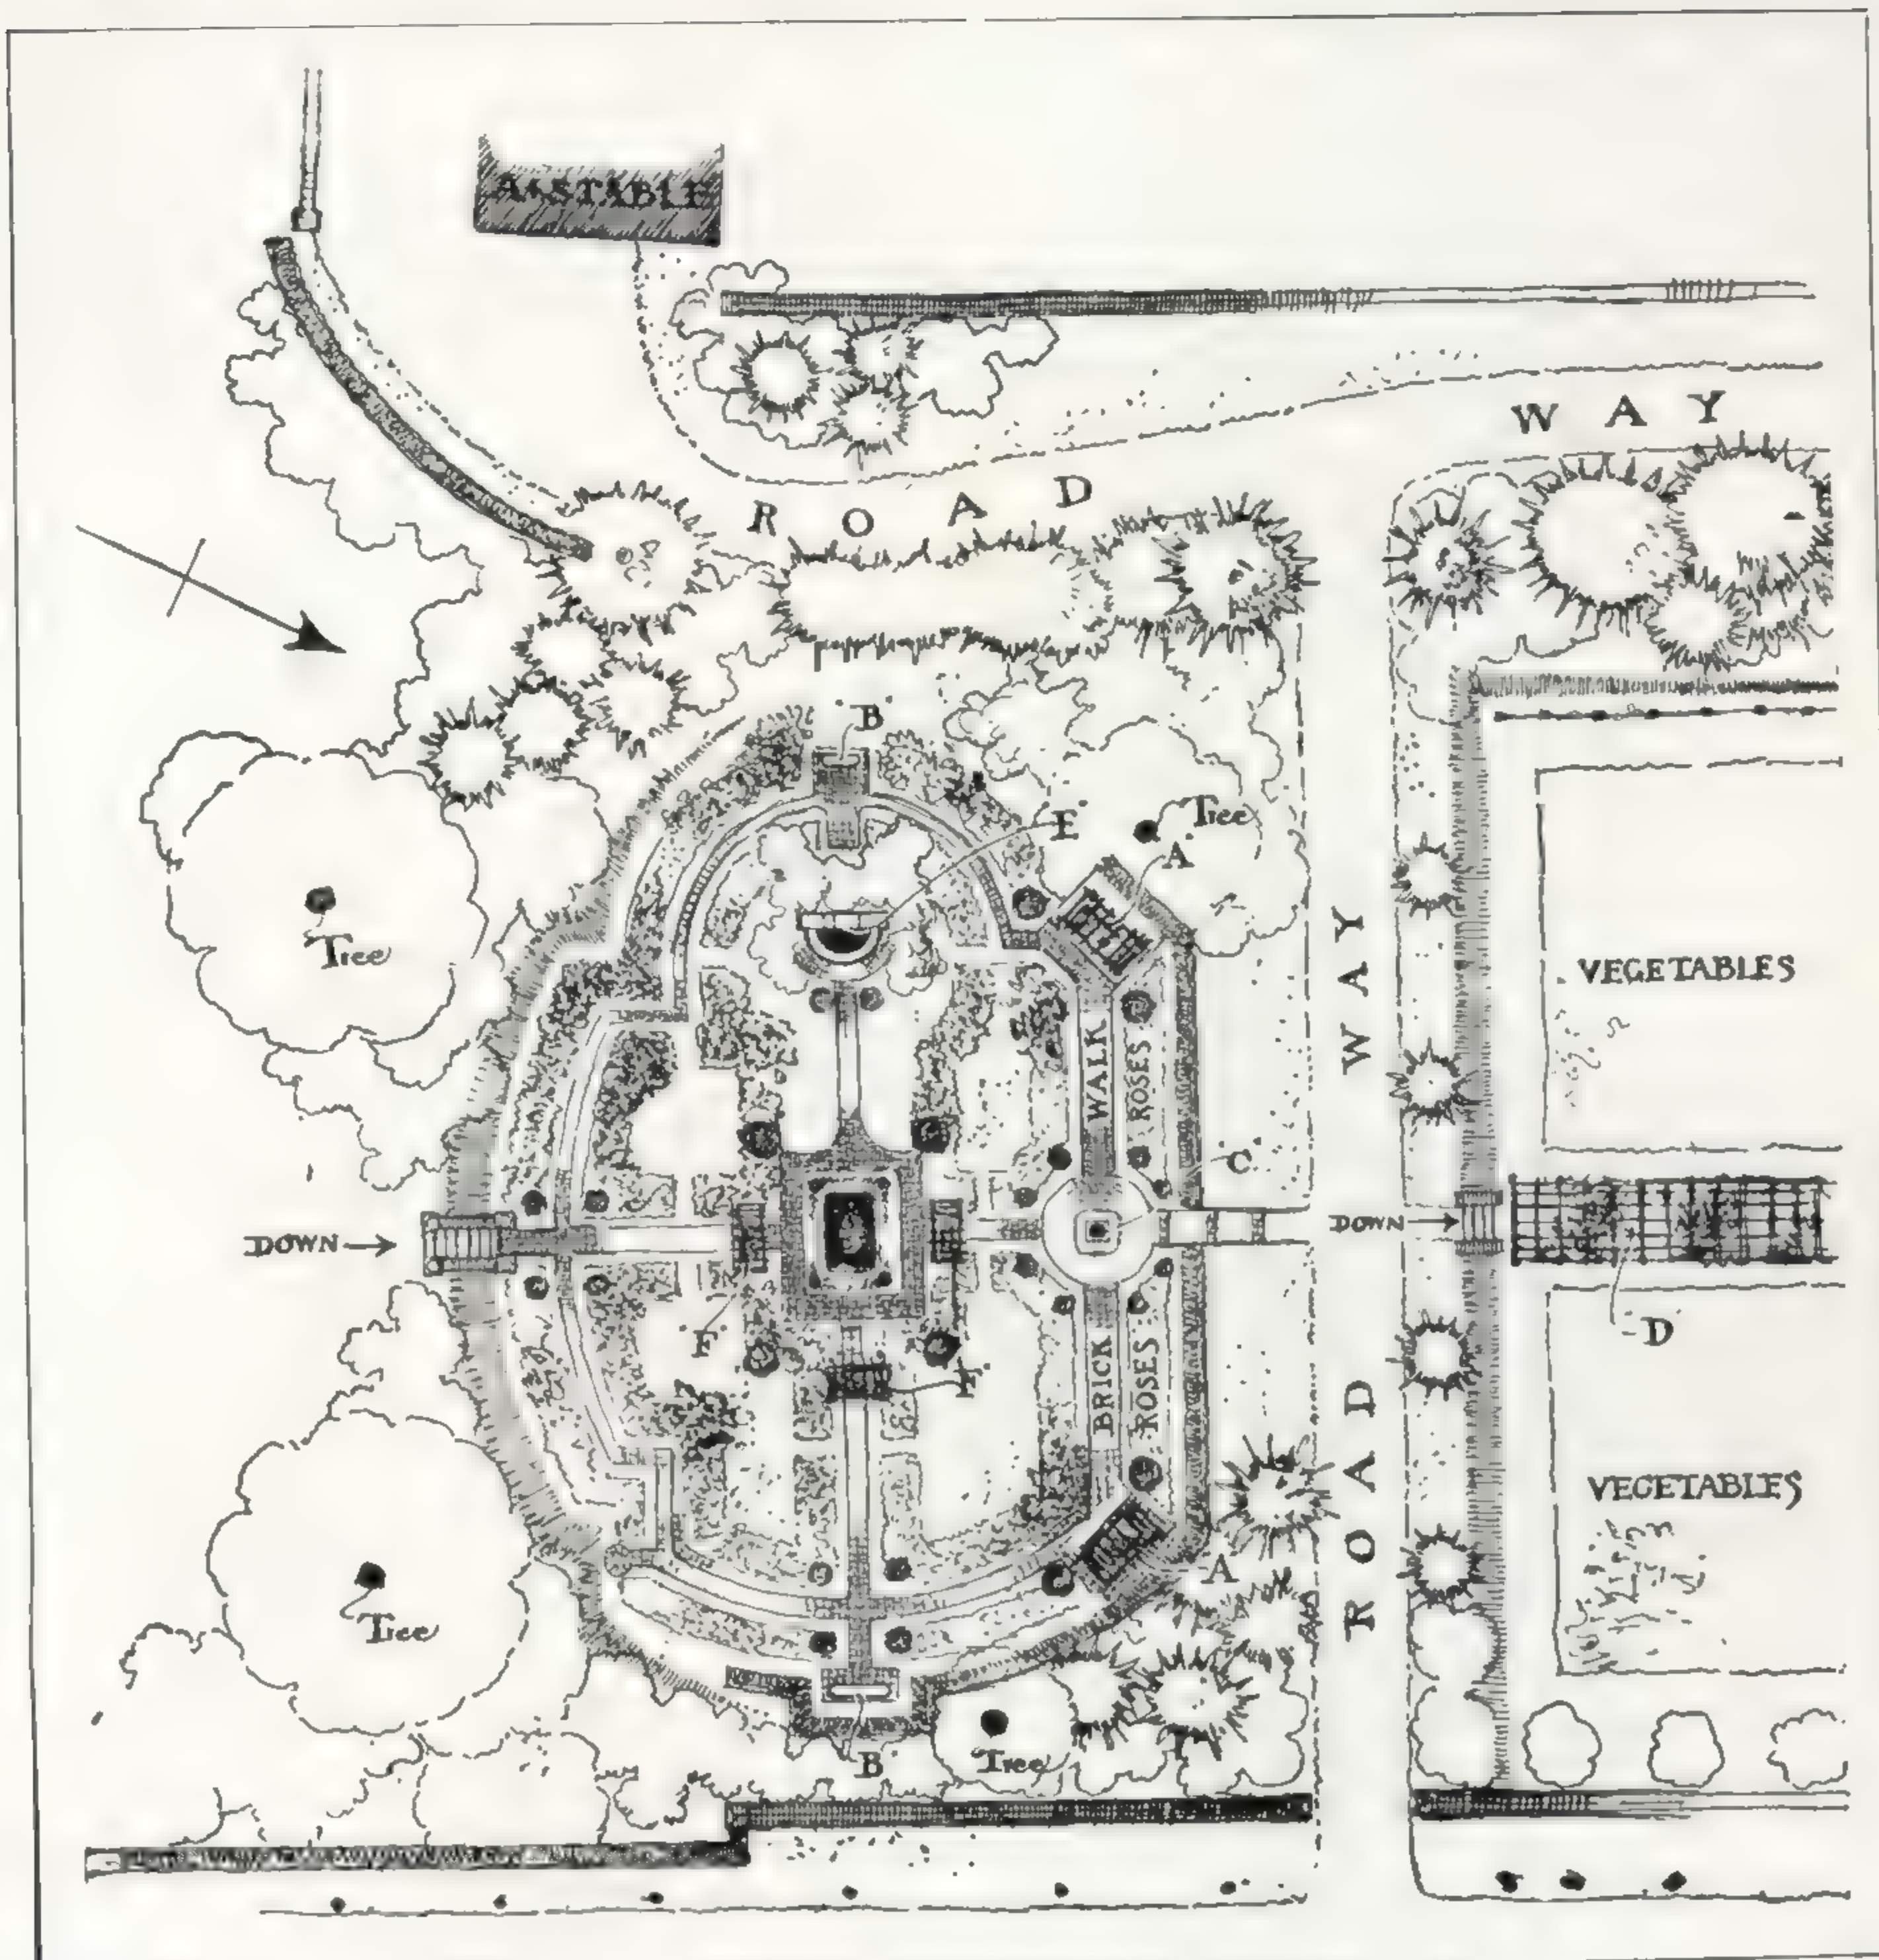 STABLE
WAY
ROAD
B
E
Tree
A
Tree
VEGETABLES
WAY
WALK
ROSES
C
DOWN
DOWN
D
F
BRICK
ROSES
ROAD
VEGETABLES
A
Tree
B
Tree